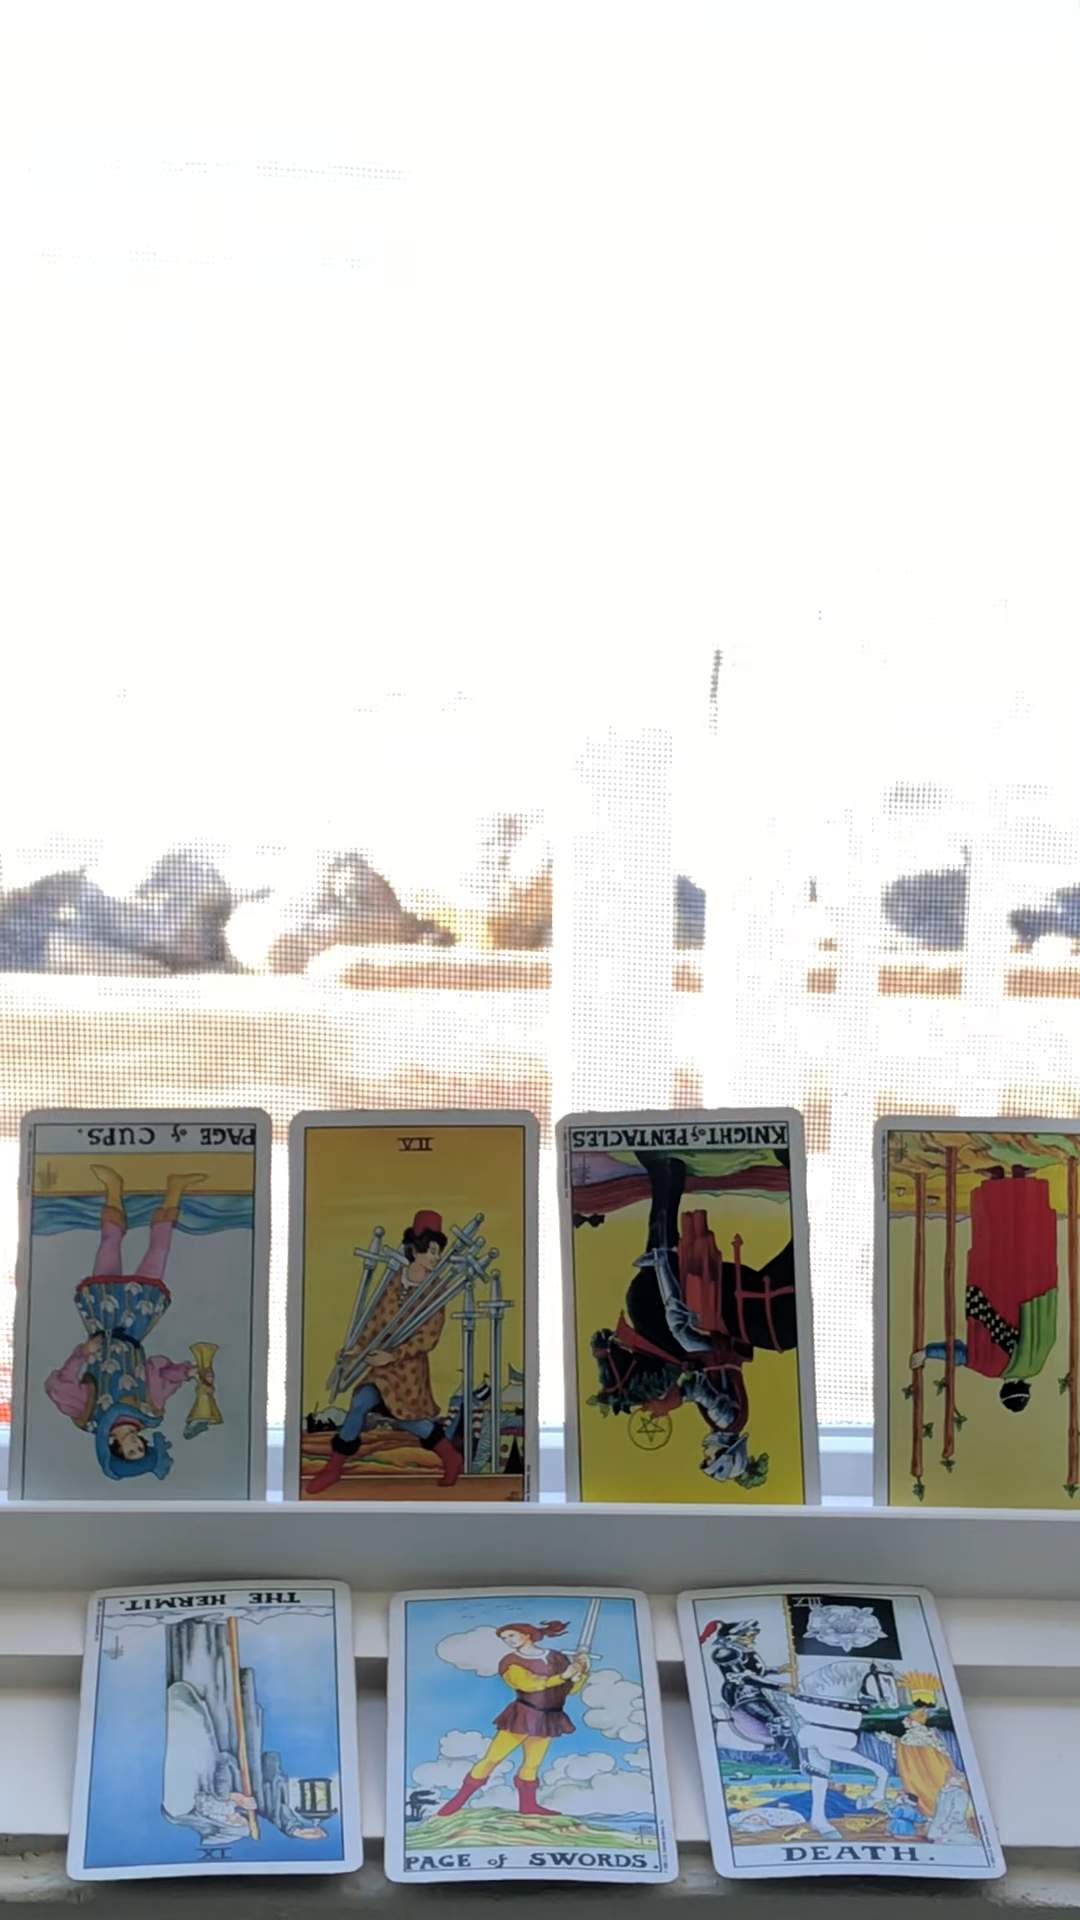 PAGE of CUPS.
VII
KNIGHT of PENTACLES
THE HERMIT.
IX
PAGE of SWORDS.
XIII
DEATH.